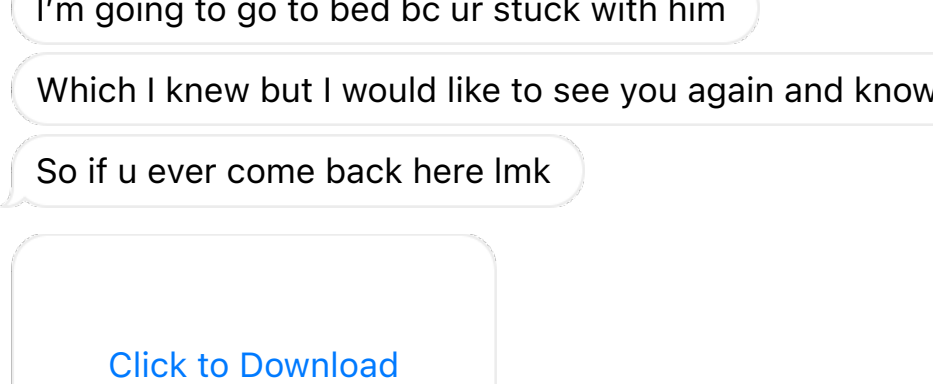 I'm going to go to bed bc ur stuck with him
Which I knew but I would like to see you again and know
So if u ever come back here lmk
Click to Download